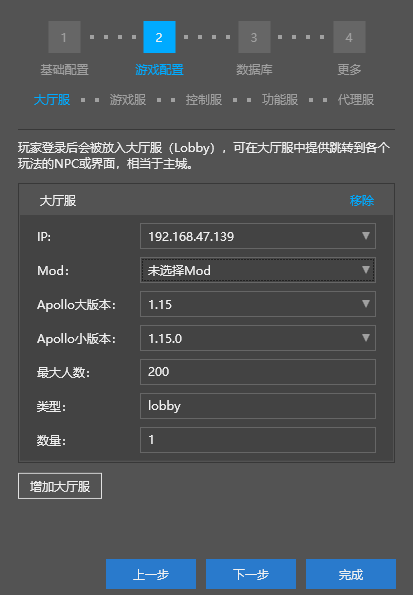 1 2 3 4
基础配置 游戏配置 数据库 更多
大厅服 游戏服 控制服 功能服 代理服
玩家登录后会被放入大厅服（Lobby），可在大厅服中提供跳转到各个
玩法的NPC或界面，相当于主城。
大厅服 移除
IP: 192.168.47.139
Mod: 未选择Mod
Apollo大版本: 1.15
Apollo小版本: 1.15.0
最大人数: 200
类型: lobby
数量: 1
增加大厅服
上一步 下一步 完成